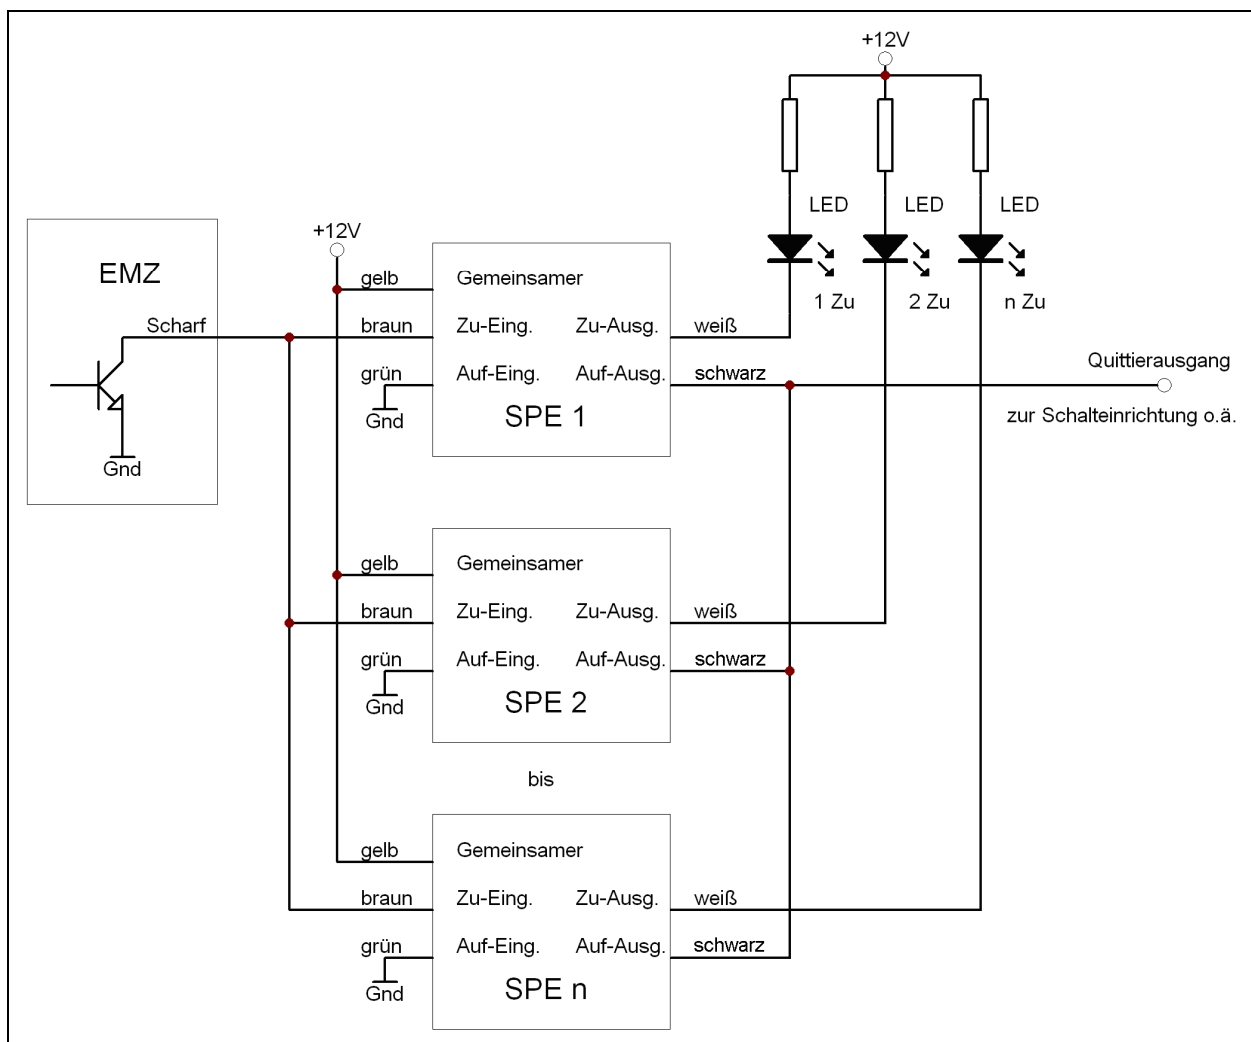 +12V
LED
LED
LED
1 Zu
2 Zu
n Zu
EMZ
Scharf
Gnd
+12V
gelb
braun
grün
Gnd
Gemeinsamer
Zu-Eing.
Zu-Ausg.
Auf-Eing.
Auf-Ausg.
SPE 1
weiß
schwarz
Quittierausgang
zur Schalteinrichtung o.ä.
gelb
braun
grün
Gnd
Gemeinsamer
Zu-Eing.
Zu-Ausg.
Auf-Eing.
Auf-Ausg.
SPE 2
weiß
schwarz
bis
gelb
braun
grün
Gnd
Gemeinsamer
Zu-Eing.
Zu-Ausg.
Auf-Eing.
Auf-Ausg.
SPE n
weiß
schwarz